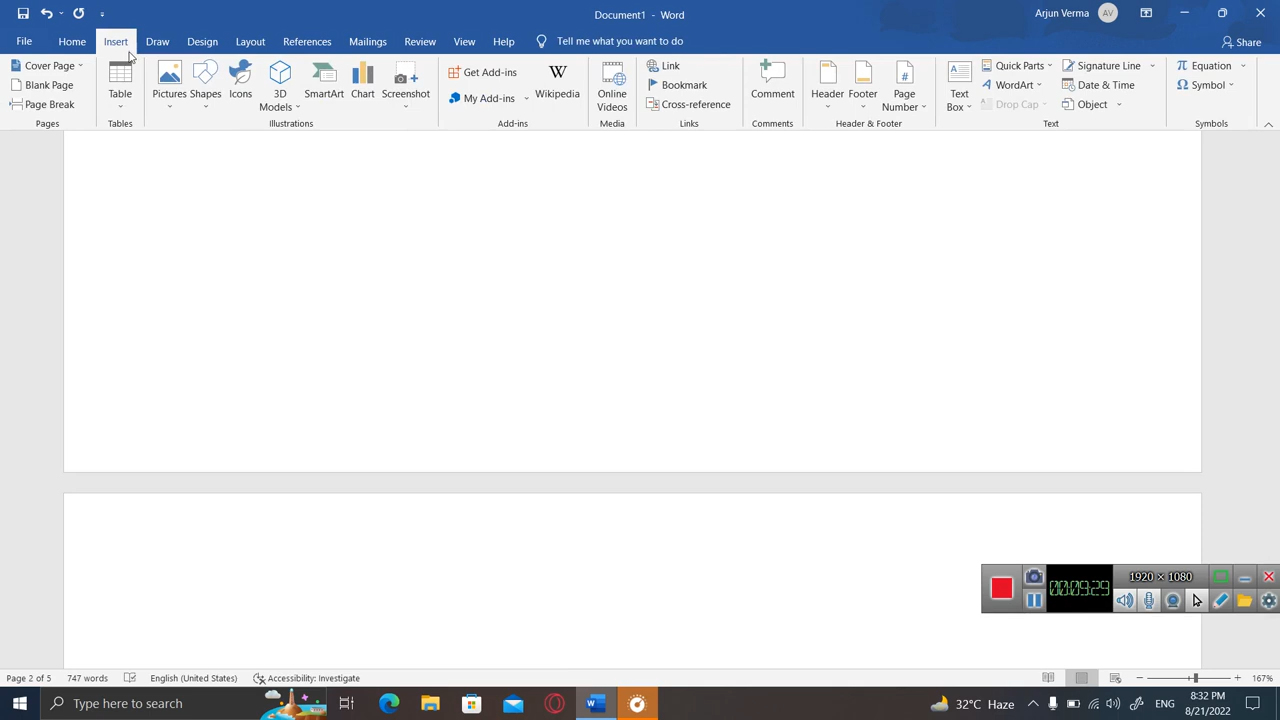 Document1 - Word
Arjun Verma AV
File Home Insert Draw Design Layout References Mailings Review View Help Tell me what you want to do Share
Cover Page
Blank Page
Page Break
Pages
Table
Tables
Pictures
Shapes
Icons
3D
Models
SmartArt
Chart
Screenshot
Illustrations
Get Add-ins
My Add-ins
W
Wikipedia
Add-ins
Online
Videos
Media
Link
Bookmark
Cross-reference
Links
Comment
Comments
Header
Footer
Page
Number
Header & Footer
Text
Box
Quick Parts
WordArt
Drop Cap
Signature Line
Date & Time
Object
Text
Equation
Symbol
Symbols
00:09:29
1920 × 1080
Page 2 of 5 747 words English (United States) Accessibility: Investigate 167%
Type here to search
32°C Haze ENG
8:32 PM
8/21/2022